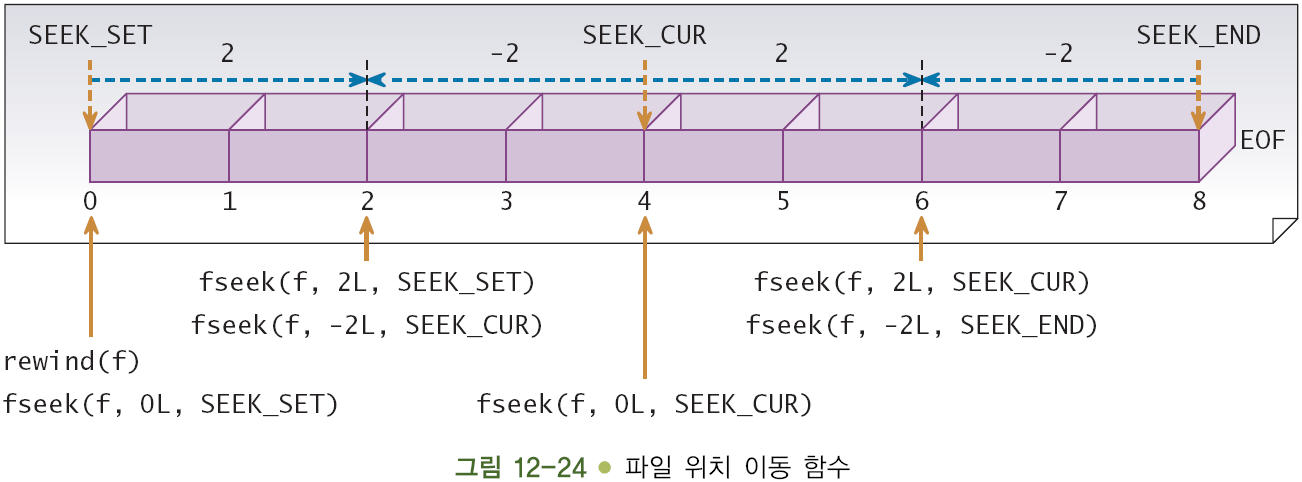 SEEK_SET SEEK_CUR SEEK_END
2 -2 2 -2
EOF
0 1 2 3 4 5 6 7 8
fseek(f, 2L, SEEK_SET) fseek(f, 2L, SEEK_CUR)
fseek(f, -2L, SEEK_CUR) fseek(f, -2L, SEEK_END)
rewind(f)
fseek(f, 0L, SEEK_SET) fseek(f, 0L, SEEK_CUR)
그림 12-24 ● 파일 위치 이동 함수